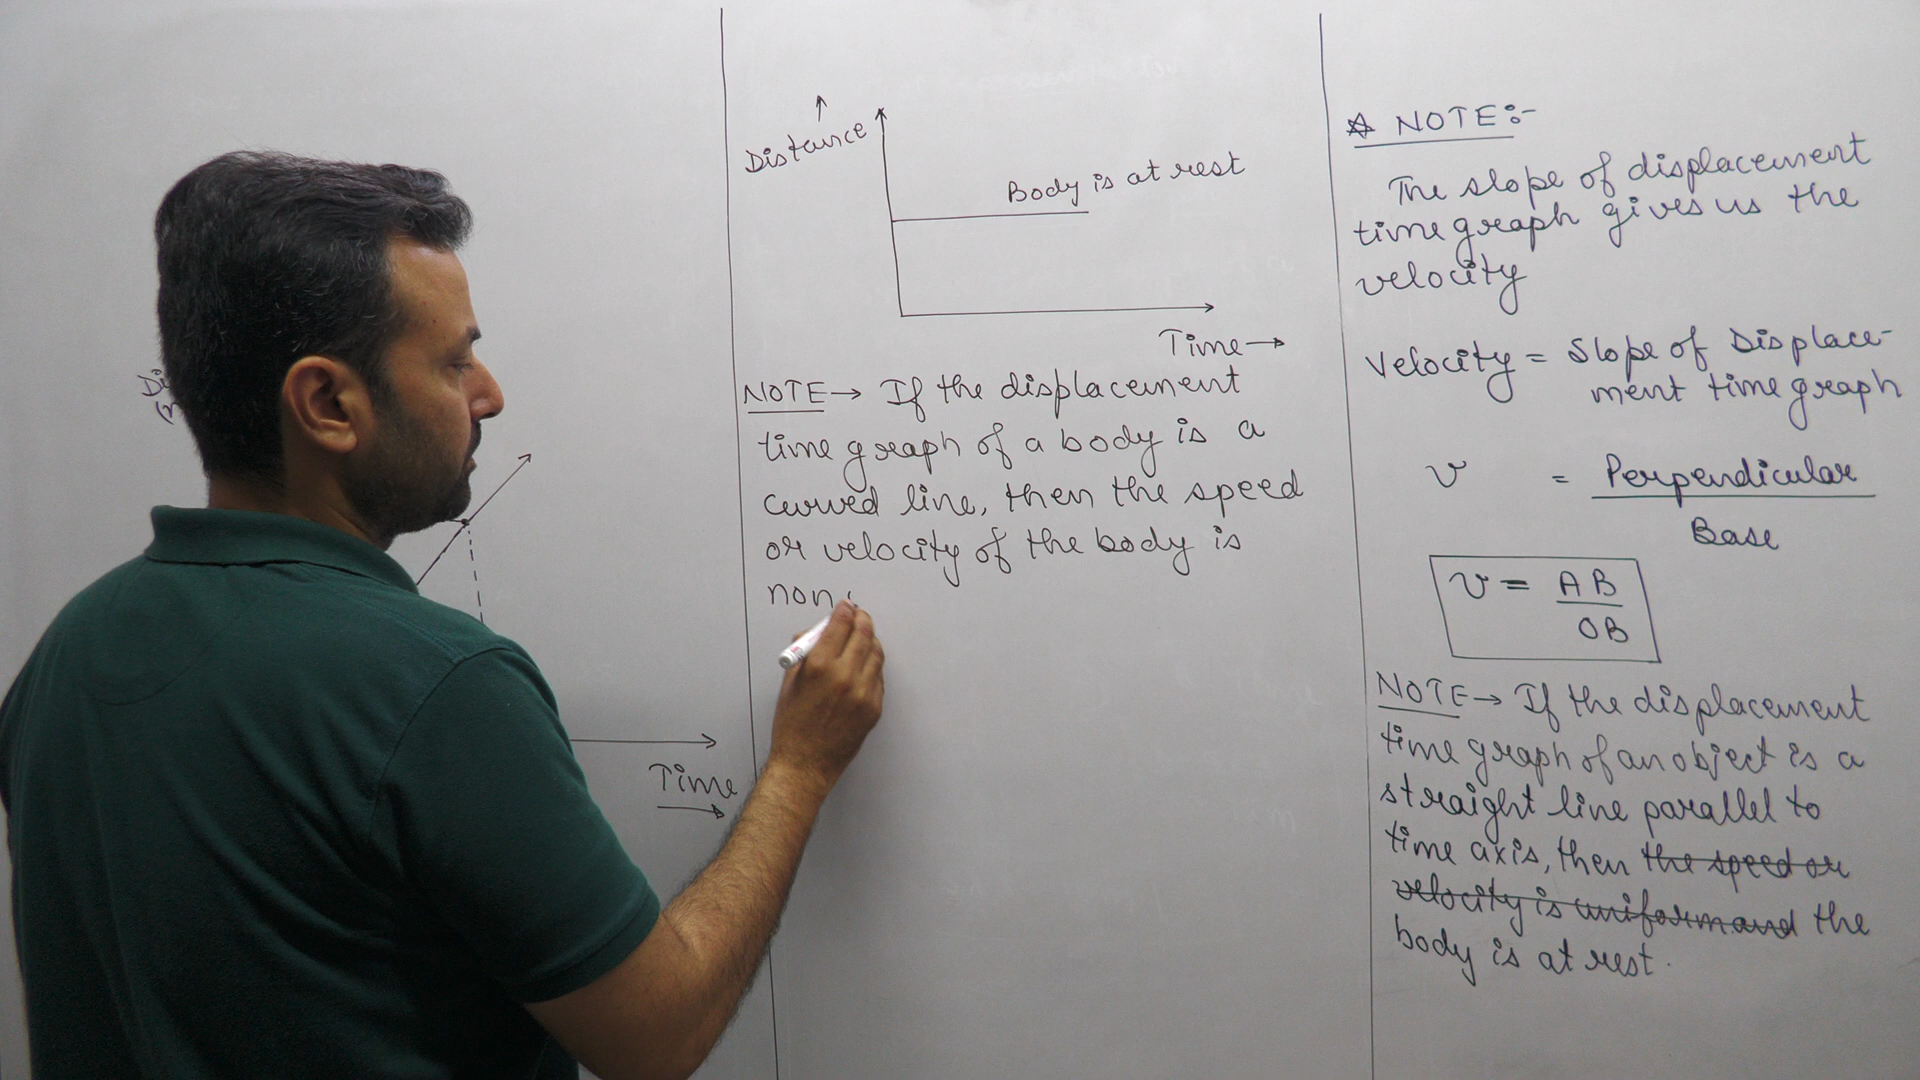 Time
Distance
Body is at rest
Time→
NOTE→ If the displacement
time graph of a body is a
curved line, then the speed
or velocity of the body is
non
☆ NOTE:-
The slope of displacement
time graph gives us the
velocity
Velocity = Slope of Displace-
ment time graph
v = Perpendicular
Base
v = AB
OB
NOTE→ If the displacement
time graph of an object is a
straight line parallel to
time axis, then the speed or
velocity is uniform and the
body is at rest.